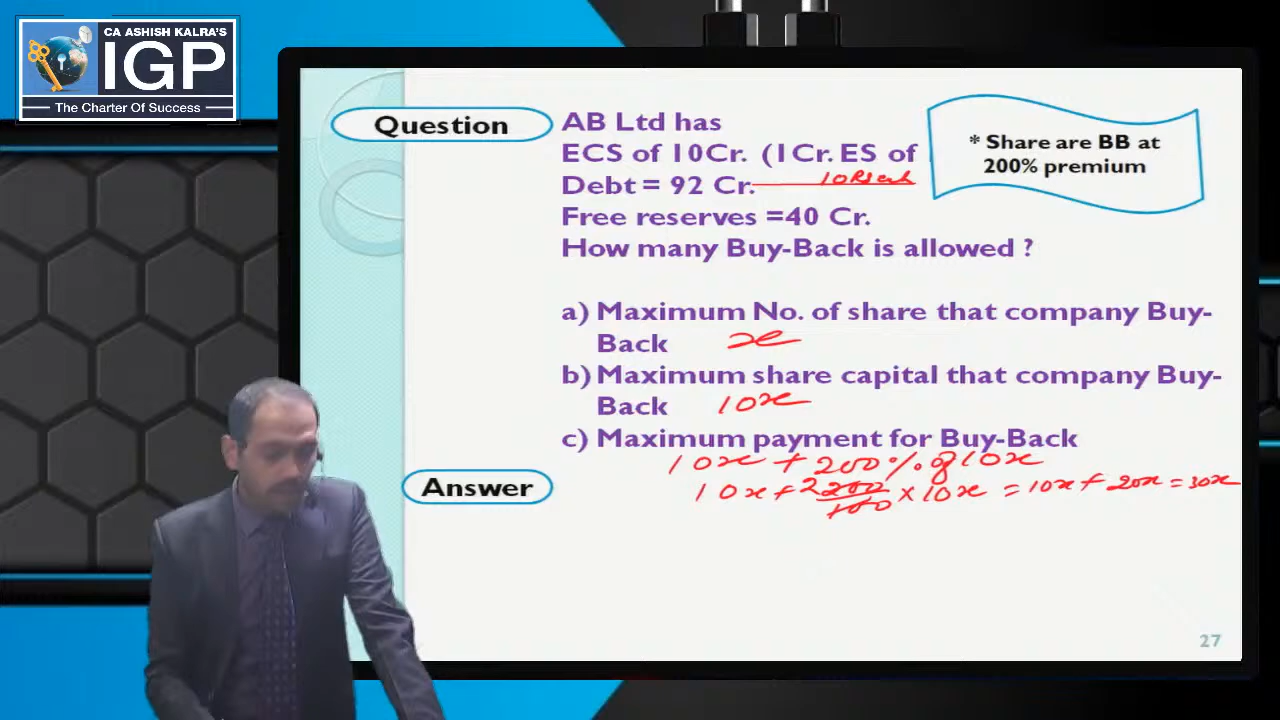 CA ASHISH KALRA'S
IGP
The Charter Of Success
Question
AB Ltd has
ECS of 10Cr. (1Cr. ES of
10Rs each
Debt = 92 Cr.
Free reserves =40 Cr.
How many Buy-Back is allowed ?
* Share are BB at
200% premium
a) Maximum No. of share that company Buy-
Back x
b) Maximum share capital that company Buy-
Back 10x
c) Maximum payment for Buy-Back
10x + 200% of 10x
10x + 2 200/100 × 10x = 10x + 20x = 30x
Answer
27